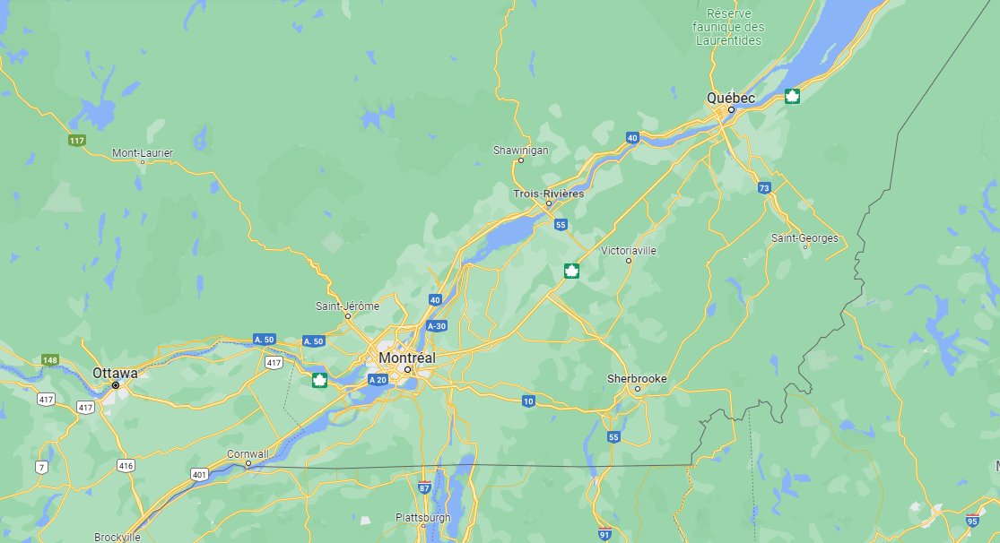 Réserve
faunique des
Laurentides
Québec
40
117
Mont-Laurier
Shawinigan
Trois-Rivières
73
55
Saint-Georges
Victoriaville
40
Saint-Jérôme
A-30
A. 50
A. 50
148
417
Montréal
Ottawa
A 20
Sherbrooke
417
417
10
55
Cornwall
7
416
401
87
Plattsburgh
95
91
Brockville